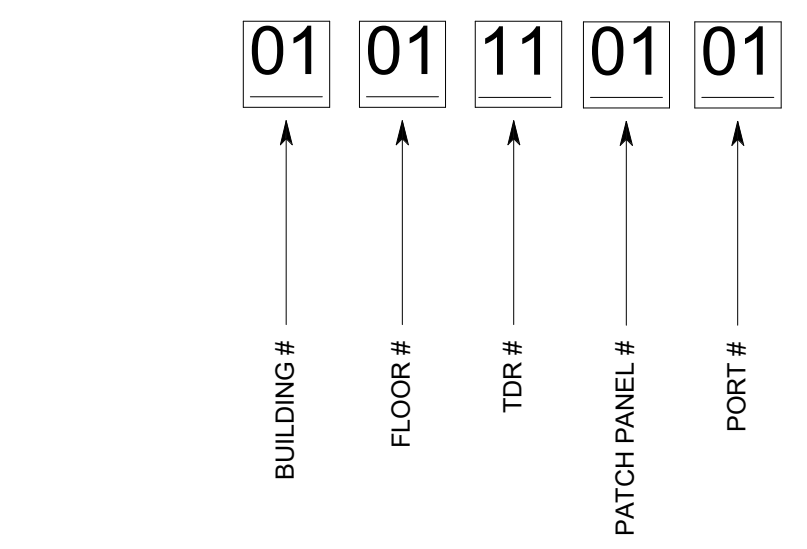 01 01 11 01 01
BUILDING #
FLOOR #
TDR #
PATCH PANEL #
PORT #